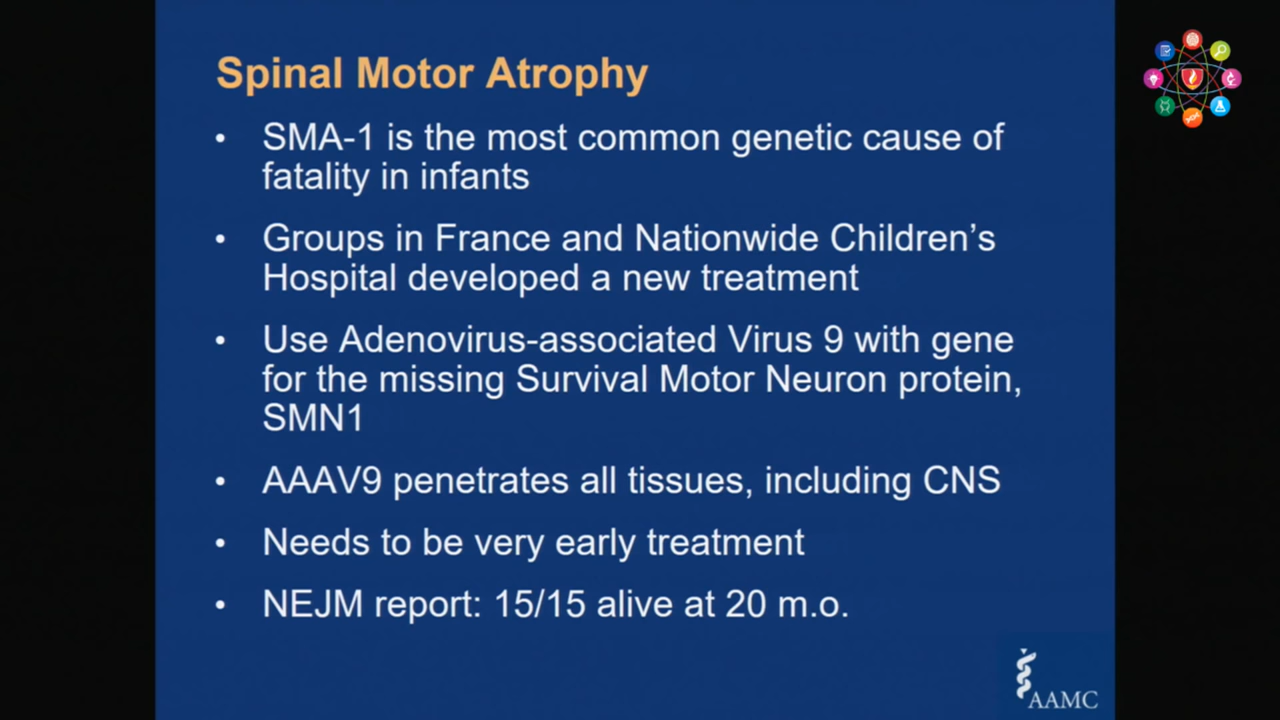 Spinal Motor Atrophy
• SMA-1 is the most common genetic cause of
fatality in infants
• Groups in France and Nationwide Children's
Hospital developed a new treatment
• Use Adenovirus-associated Virus 9 with gene
for the missing Survival Motor Neuron protein,
SMN1
• AAAV9 penetrates all tissues, including CNS
• Needs to be very early treatment
• NEJM report: 15/15 alive at 20 m.o.
AAMC